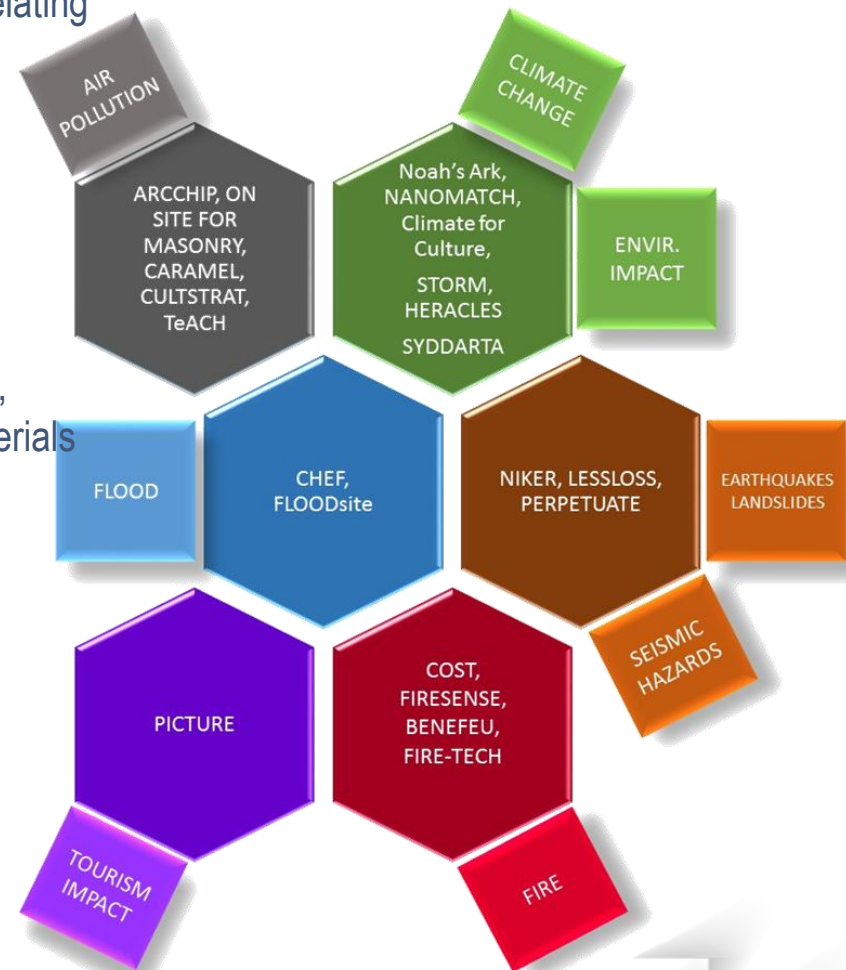 elating
AIR
POLLUTION
CLIMATE
CHANGE
ARCCHIP, ON
SITE FOR
MASONRY,
CARAMEL,
CULTSTRAT,
TeACH
Noah's Ark,
NANOMATCH,
Climate for
Culture,
STORM,
HERACLES
SYDDARTA
ENVIR.
IMPACT
,
erials
FLOOD
CHEF,
FLOODsite
NIKER, LESSLOSS,
PERPETUATE
EARTHQUAKES
LANDSLIDES
SEISMIC
HAZARDS
PICTURE
COST,
FIRESENSE,
BENEFEU,
FIRE-TECH
TOURISM
IMPACT
FIRE